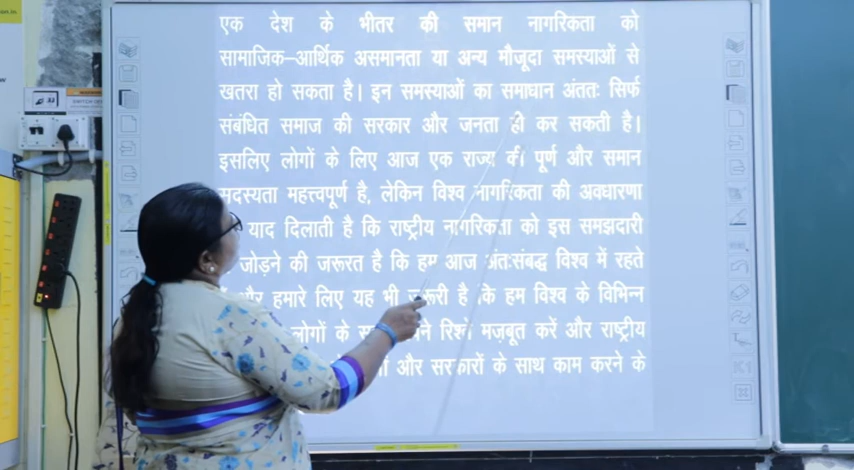 एक देश के भीतर की समान नागरिकता को
सामाजिक–आर्थिक असमानता या अन्य मौजूदा समस्याओं से
खतरा हो सकता है। इन समस्याओं का समाधान अंततः सिर्फ
संबंधित समाज की सरकार और जनता ही कर सकती है।
इसलिए लोगों के लिए आज एक राज्य की पूर्ण और समान
सदस्यता महत्त्वपूर्ण है, लेकिन विश्व नागरिकता की अवधारणा
याद दिलाती है कि राष्ट्रीय नागरिकता को इस समझदारी
जोड़ने की जरूरत है कि हम आज अंतःसंबद्ध विश्व में रहते
और हमारे लिए यह भी जरूरी है कि हम विश्व के विभिन्न
लोगों के रिश्ते मज़बूत करें और राष्ट्रीय
और सरकारों के साथ काम करने के